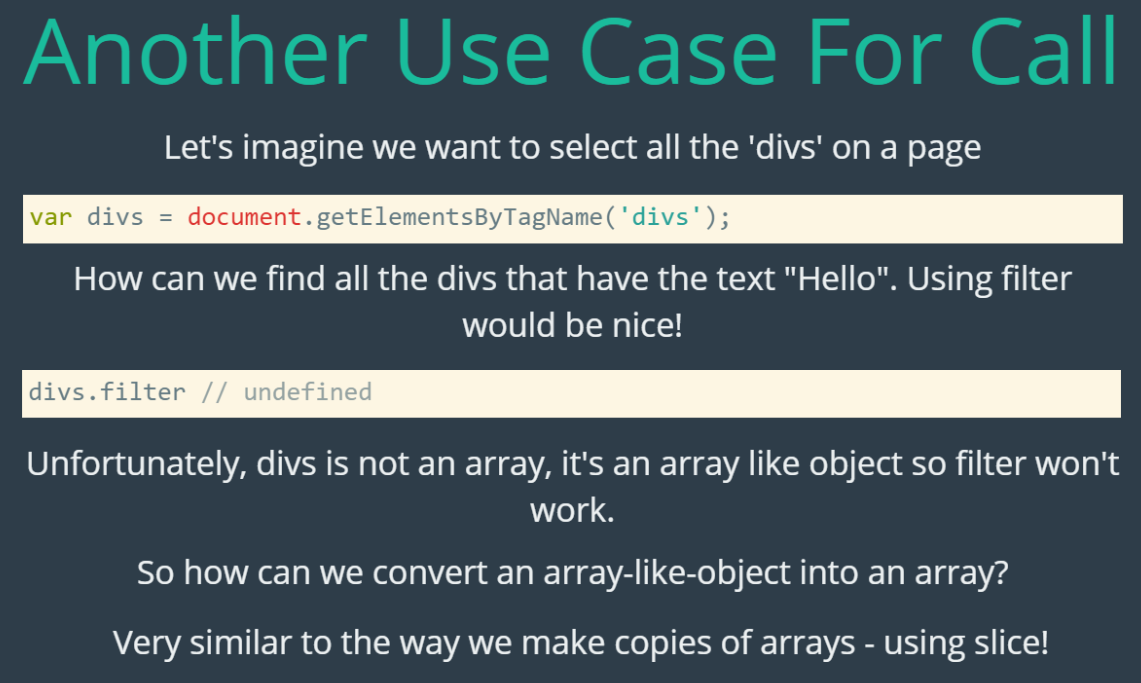 Another Use Case For Call
Let's imagine we want to select all the 'divs' on a page
var divs = document.getElementsByTagName('divs');
How can we find all the divs that have the text "Hello". Using filter
would be nice!
divs.filter // undefined
Unfortunately, divs is not an array, it's an array like object so filter won't
work.
So how can we convert an array-like-object into an array?
Very similar to the way we make copies of arrays - using slice!